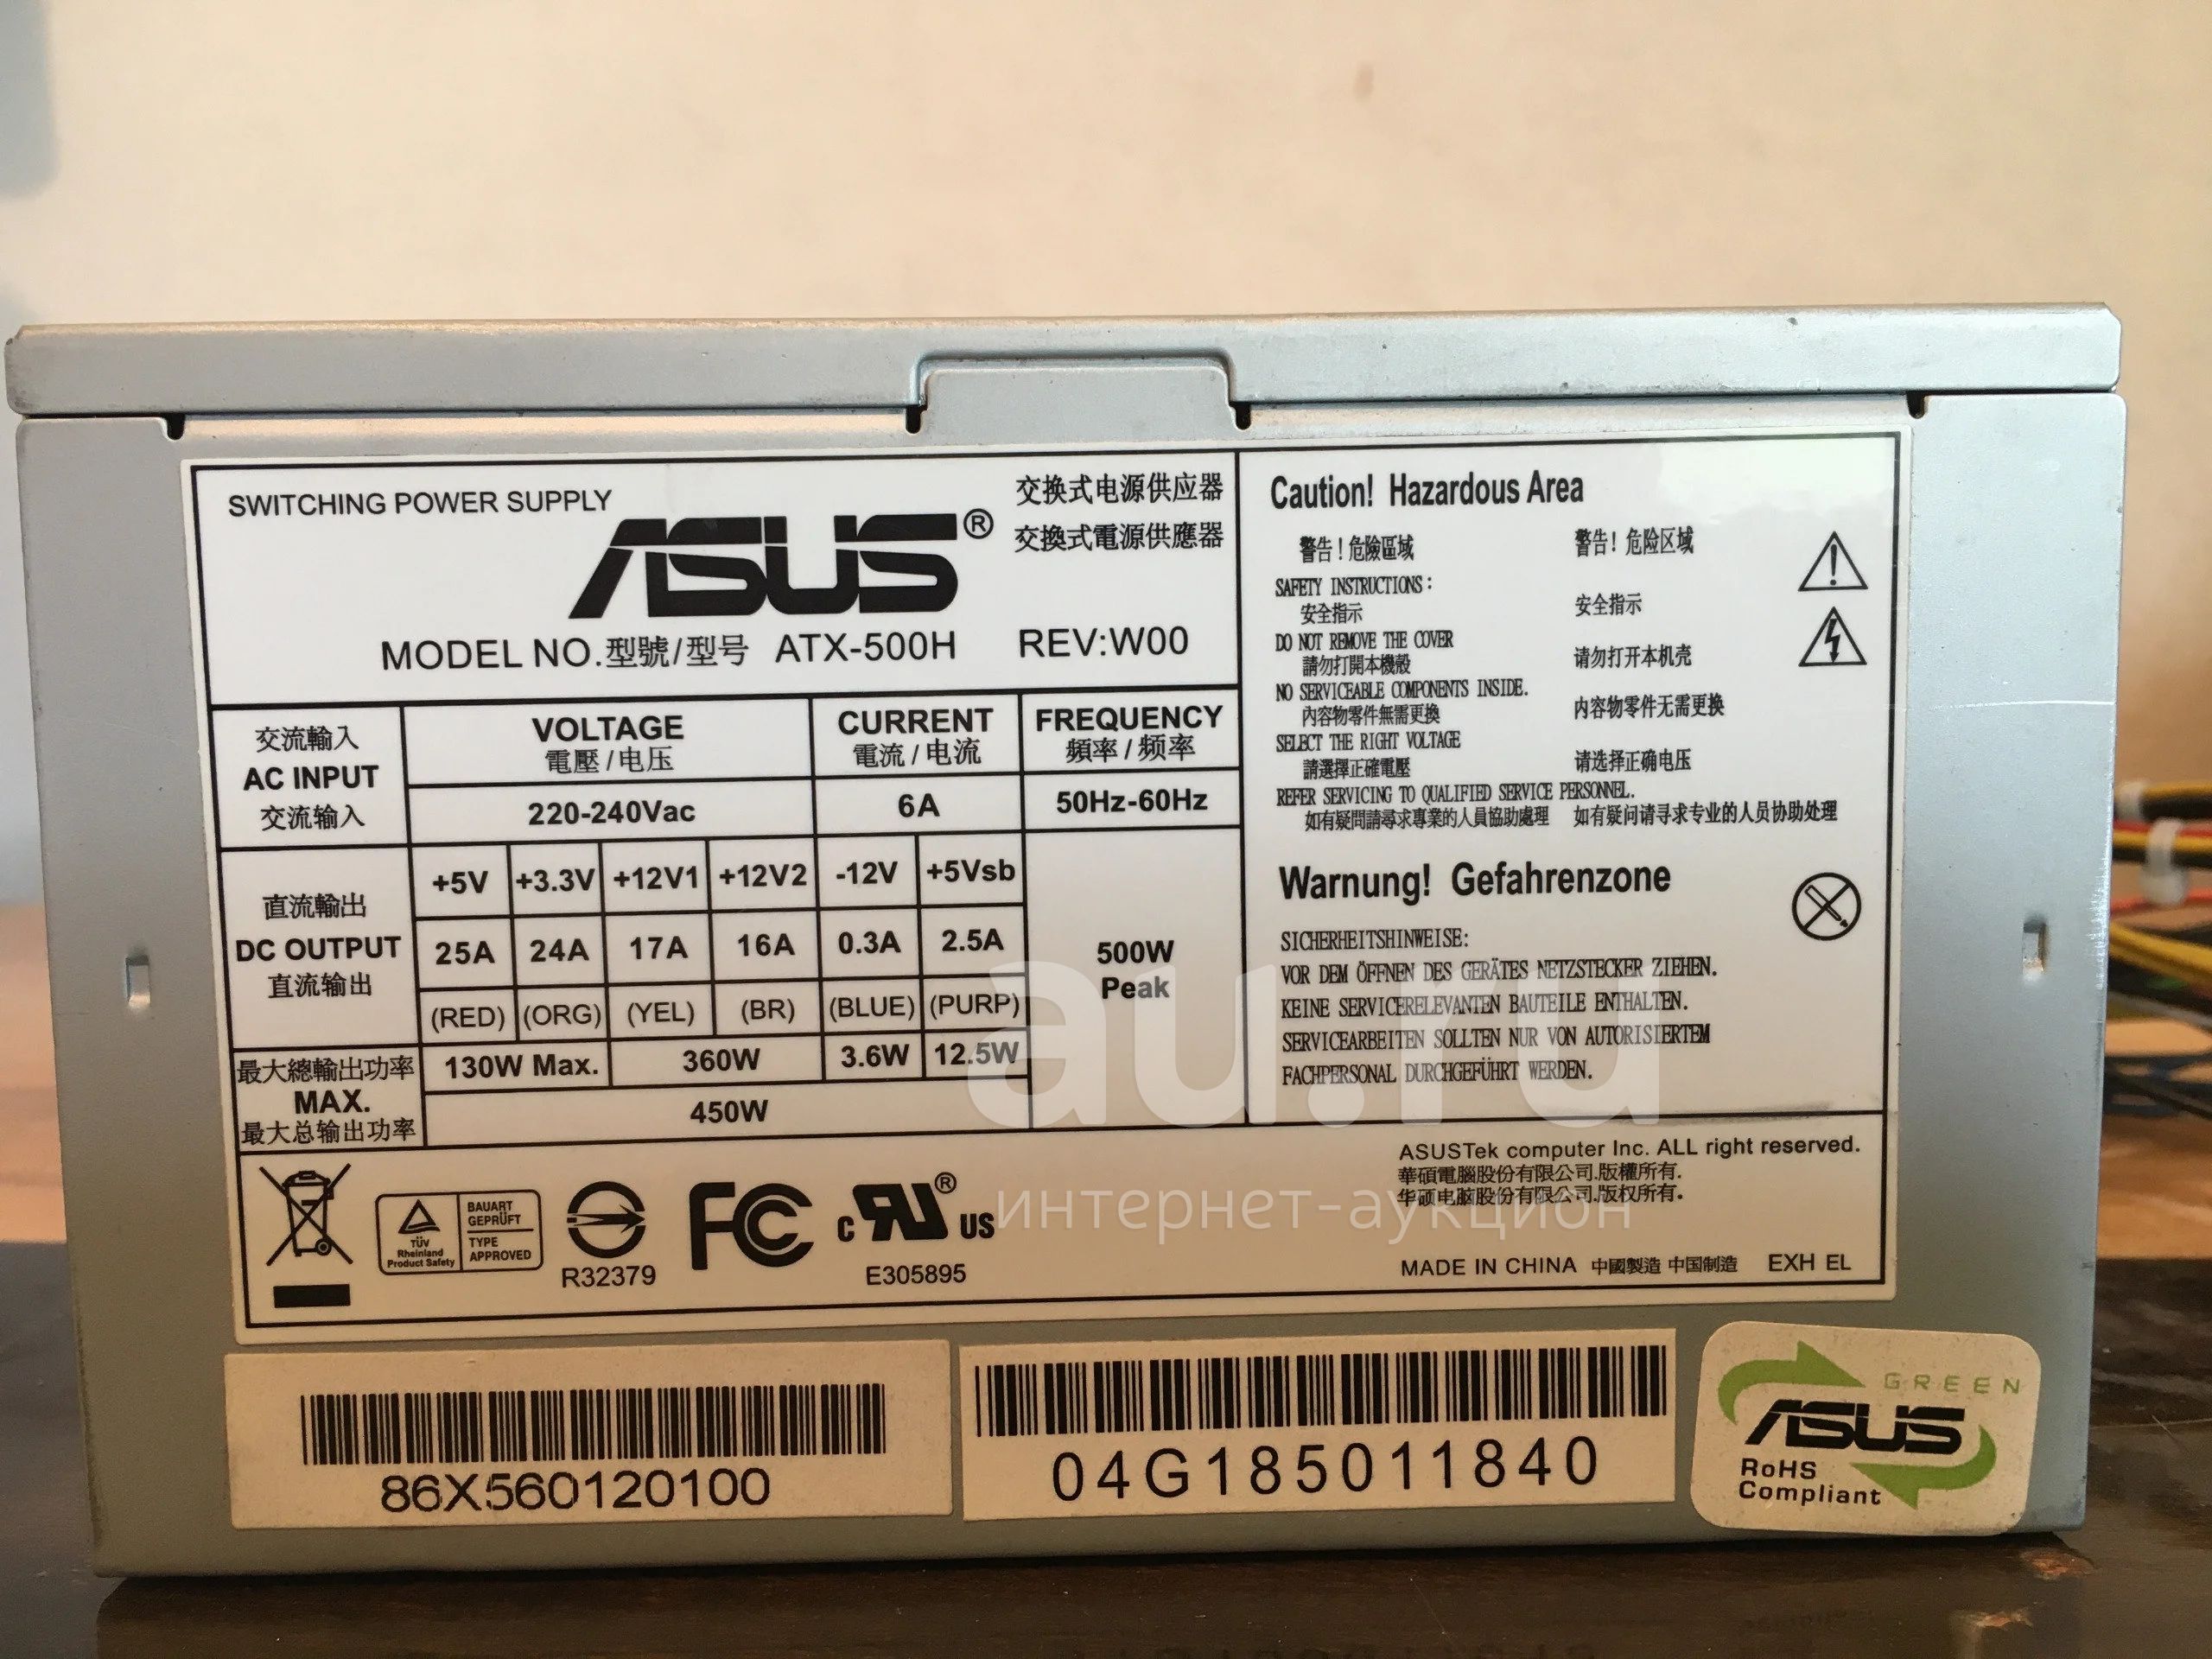 SWITCHING POWER SUPPLY
交换式电源供应器
ASUS®
交換式電源供應器
MODEL NO.型號/型号 ATX-500H REV:W00
交流輸入
AC INPUT
交流输入
VOLTAGE
電壓/电压
CURRENT
電流/电流
FREQUENCY
頻率/频率
220-240Vac 6A 50Hz-60Hz
直流輸出
DC OUTPUT
直流输出
+5V +3.3V +12V1 +12V2 -12V +5Vsb
25A 24A 17A 16A 0.3A 2.5A
(RED) (ORG) (YEL) (BR) (BLUE) (PURP)
500W
Peak
最大總輸出功率
MAX.
最大总输出功率
130W Max. 360W 3.6W 12.5W
450W
Caution! Hazardous Area
警告!危險區域 警告!危险区域
SAFETY INSTRUCTIONS:
安全指示 安全指示
DO NOT REMOVE THE COVER
請勿打開本機殼 请勿打开本机壳
NO SERVICEABLE COMPONENTS INSIDE.
內容物零件無需更換 内容物零件无需更换
SELECT THE RIGHT VOLTAGE
請選擇正確電壓 请选择正确电压
REFER SERVICING TO QUALIFIED SERVICE PERSONNEL.
如有疑問請尋求專業的人員協助處理 如有疑问请寻求专业的人员协助处理
Warnung! Gefahrenzone
SICHERHEITSHINWEISE:
VOR DEM ÖFFNEN DES GERÄTES NETZSTECKER ZIEHEN.
KEINE SERVICERELEVANTEN BAUTEILE ENTHALTEN.
SERVICEARBEITEN SOLLTEN NUR VON AUTORISIERTEM
FACHPERSONAL DURCHGEFÜHRT WERDEN.
TÜV
Rheinland
Product Safety
BAUART
GEPRÜFT
TYPE
APPROVED
R32379
FC
c RU® US
E305895
ASUSTek computer Inc. ALL right reserved.
華碩電腦股份有限公司.版權所有.
华硕电脑股份有限公司.版权所有.
MADE IN CHINA 中國製造 中国制造 EXH EL
86X560120100
04G185011840
GREEN
ASUS
RoHS
Compliant
au.ru
интернет-аукцион